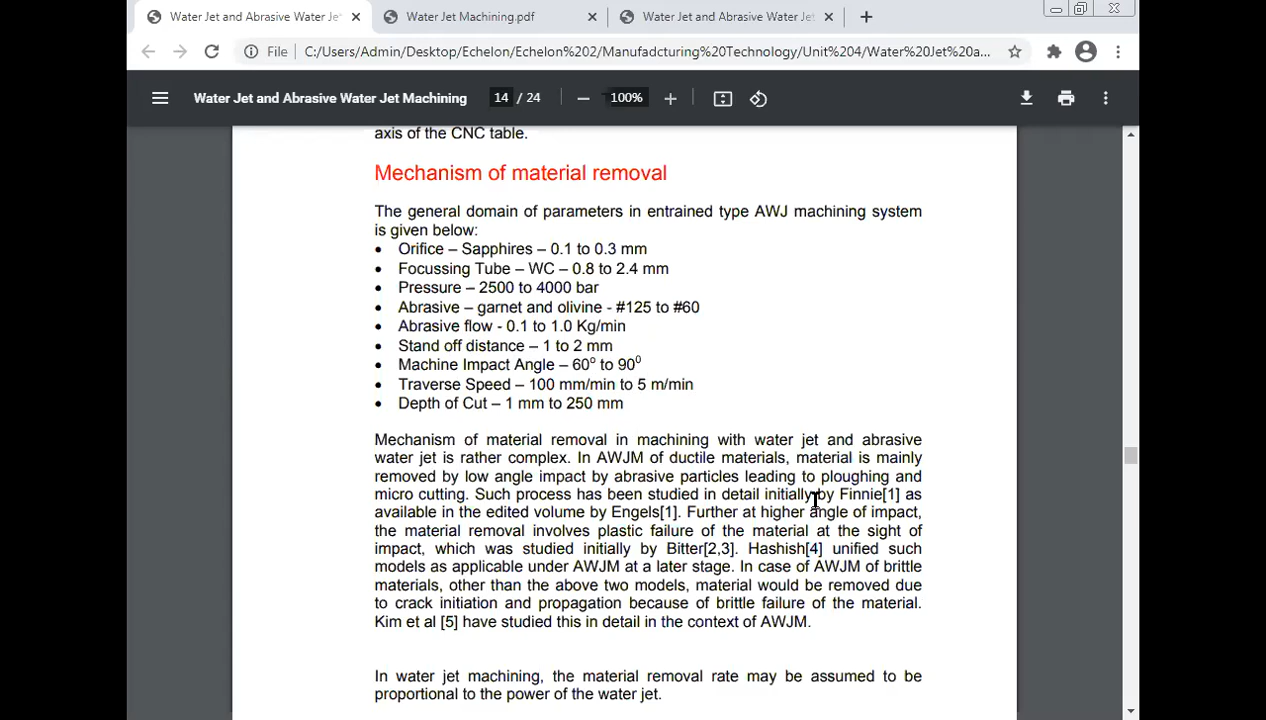 Water Jet and Abrasive Water Je
Water Jet Machining.pdf
Water Jet and Abrasive Water Jet
File C:/Users/Admin/Desktop/Echelon/Echelon%202/Manufadcturing%20Technology/Unit%204/Water%20Jet%20a...
Water Jet and Abrasive Water Jet Machining 14 / 24 100%
axis of the CNC table.
Mechanism of material removal
The general domain of parameters in entrained type AWJ machining system
is given below:
• Orifice – Sapphires – 0.1 to 0.3 mm
• Focussing Tube – WC – 0.8 to 2.4 mm
• Pressure – 2500 to 4000 bar
• Abrasive – garnet and olivine - #125 to #60
• Abrasive flow - 0.1 to 1.0 Kg/min
• Stand off distance – 1 to 2 mm
• Machine Impact Angle – 60o to 900
• Traverse Speed – 100 mm/min to 5 m/min
• Depth of Cut – 1 mm to 250 mm
Mechanism of material removal in machining with water jet and abrasive
water jet is rather complex. In AWJM of ductile materials, material is mainly
removed by low angle impact by abrasive particles leading to ploughing and
micro cutting. Such process has been studied in detail initially by Finnie[1] as
available in the edited volume by Engels[1]. Further at higher angle of impact,
the material removal involves plastic failure of the material at the sight of
impact, which was studied initially by Bitter[2,3]. Hashish[4] unified such
models as applicable under AWJM at a later stage. In case of AWJM of brittle
materials, other than the above two models, material would be removed due
to crack initiation and propagation because of brittle failure of the material.
Kim et al [5] have studied this in detail in the context of AWJM.
In water jet machining, the material removal rate may be assumed to be
proportional to the power of the water jet.